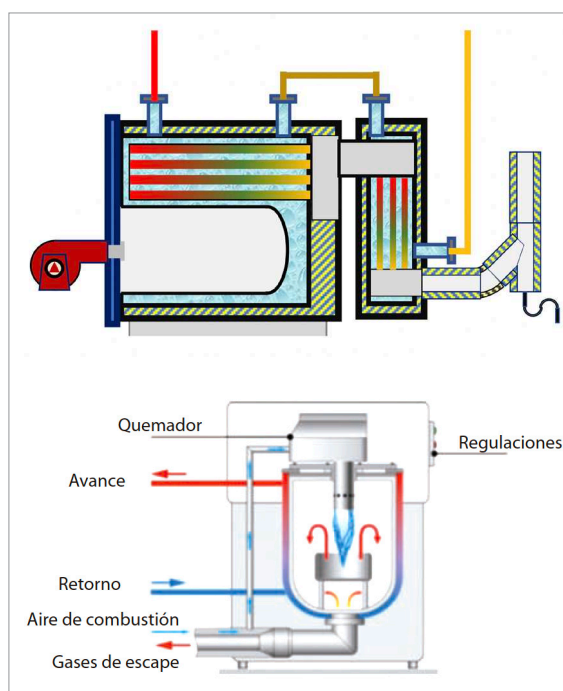 Quemador
Regulaciones
Avance
Retorno
Aire de combustión
Gases de escape